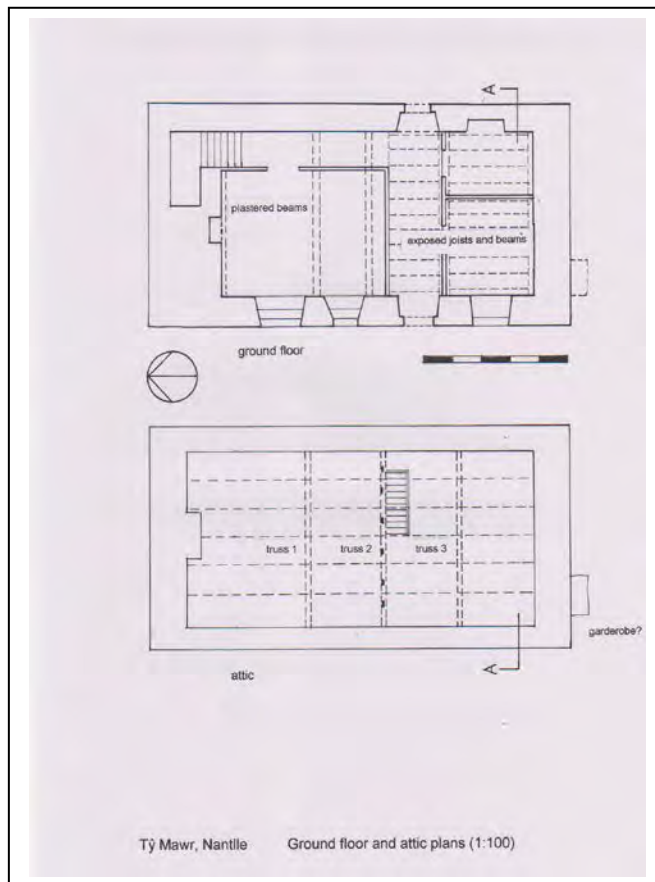 A
plastered beams
exposed joists and beams
ground floor
truss 1 truss 2 truss 3
garderobe?
A
attic
Tŷ Mawr, Nantlle Ground floor and attic plans (1:100)